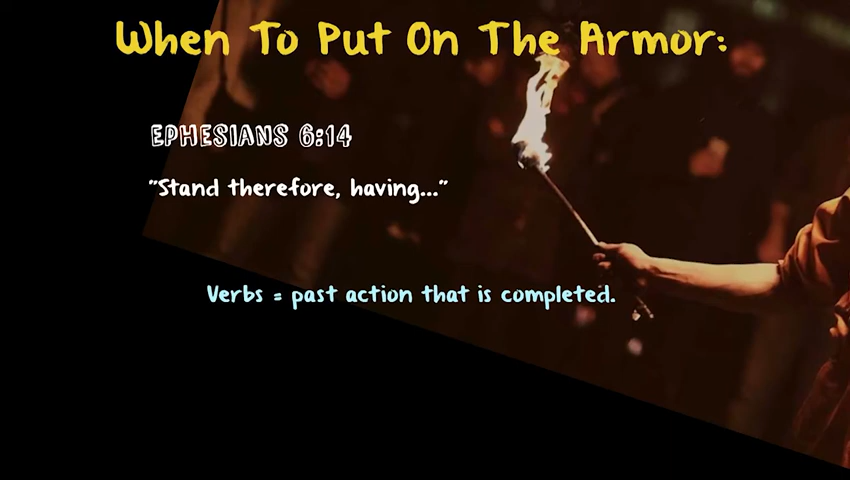 When To Put On The Armor:
EPHESIANS 6:14
"Stand therefore, having..."
Verbs = past action that is completed.